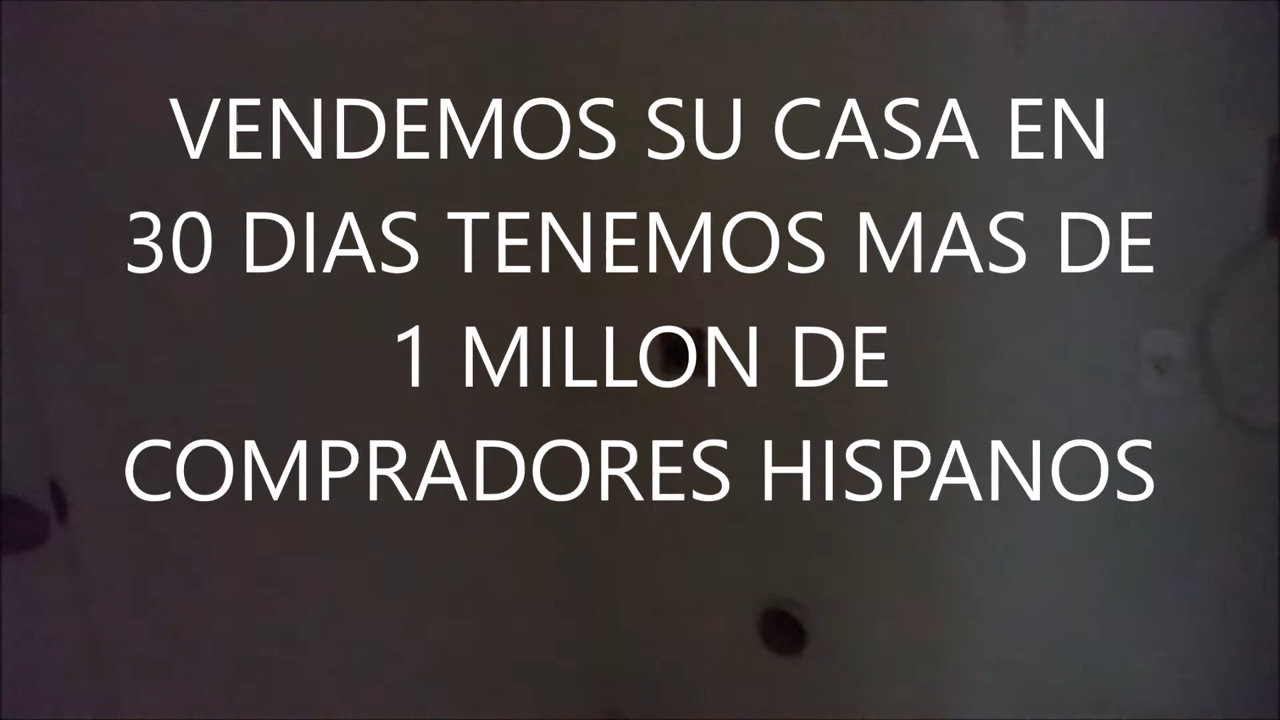 VENDEMOS SU CASA EN
30 DIAS TENEMOS MAS DE
1 MILLON DE
COMPRADORES HISPANOS